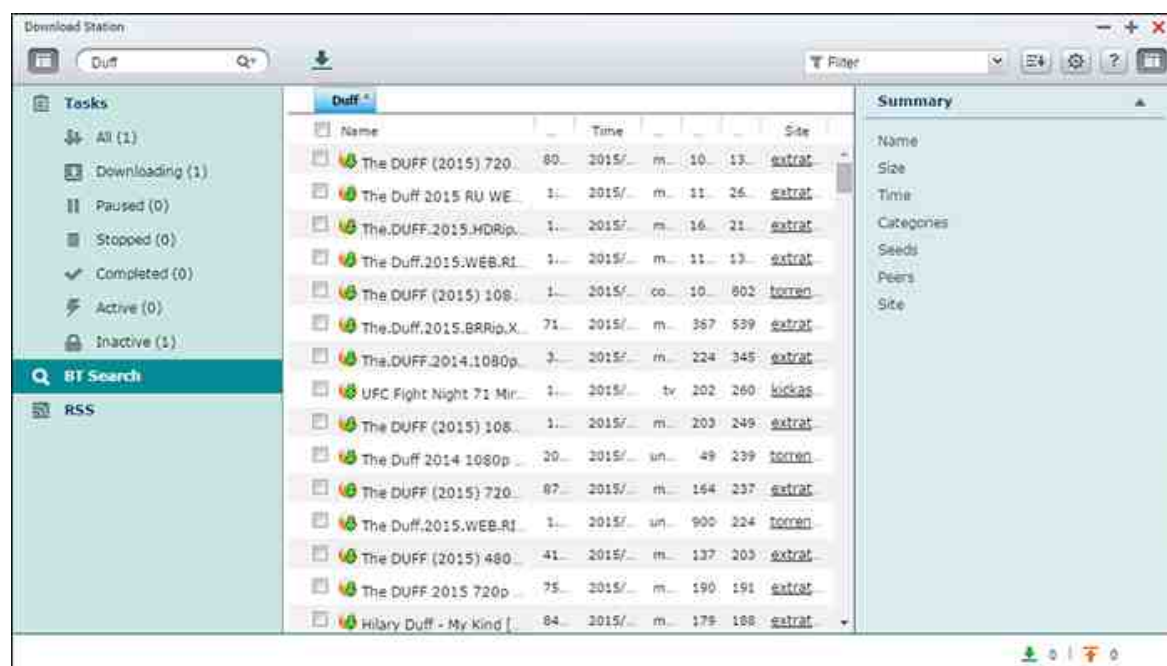 Download Station
Duff
Filter
?
Tasks
All (1)
Downloading (1)
Paused (0)
Stopped (0)
Completed (0)
Active (0)
Inactive (1)
BT Search
RSS
Duff
Name ... Time ... ... ... Site
The DUFF (2015) 720... 80... 2015/... m... 10... 13... extrat...
The Duff 2015 RU WE... 1.... 2015/... m... 11... 26... extrat...
The.DUFF.2015.HDRip... 1.... 2015/... m... 16... 21... extrat...
The Duff.2015.WEB.RI... 1.... 2015/... m... 11... 13... extrat...
The DUFF (2015) 108... 1.... 2015/... co... 10... 602 torren...
The.Duff.2015.BRRip.X... 71... 2015/... m... 367 539 extrat...
The.DUFF.2014.1080p... 3.... 2015/... m... 224 345 extrat...
UFC Fight Night 71 Mir... 1.... 2015/... tv 202 260 kickas...
The DUFF (2015) 108... 1.... 2015/... m... 203 249 extrat...
The Duff 2014 1080p ... 20... 2015/... un... 49 239 torren...
The DUFF (2015) 720... 87... 2015/... m... 164 237 extrat...
The Duff.2015.WEB.RI... 1.... 2015/... un... 900 224 torren...
The DUFF (2015) 480... 41... 2015/... m... 137 203 extrat...
The DUFF 2015 720p ... 75... 2015/... m... 190 191 extrat...
Hilary Duff - My Kind [... 84... 2015/... m... 179 188 extrat...
Summary
Name
Size
Time
Categories
Seeds
Peers
Site
0 | 0